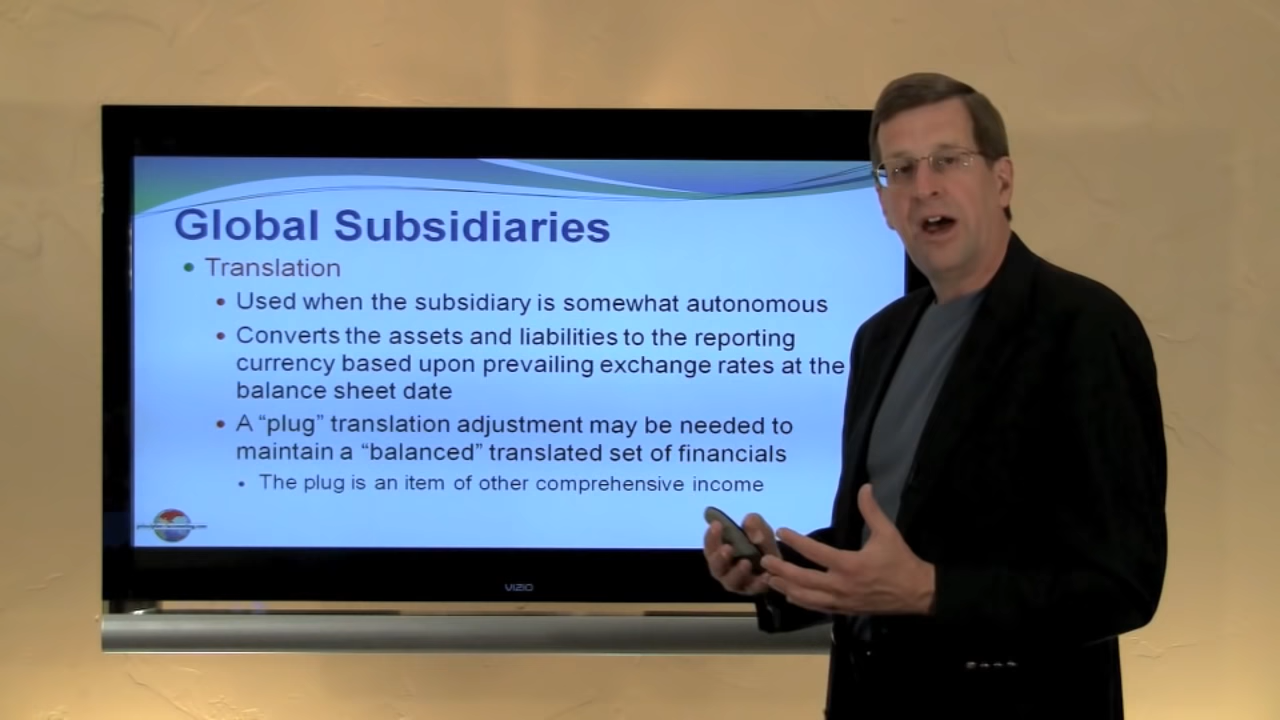 Global Subsidiaries
• Translation
• Used when the subsidiary is somewhat autonomous
• Converts the assets and liabilities to the reporting
currency based upon prevailing exchange rates at the
balance sheet date
• A “plug” translation adjustment may be needed to
maintain a “balanced” translated set of financials
• The plug is an item of other comprehensive income
VIZIO